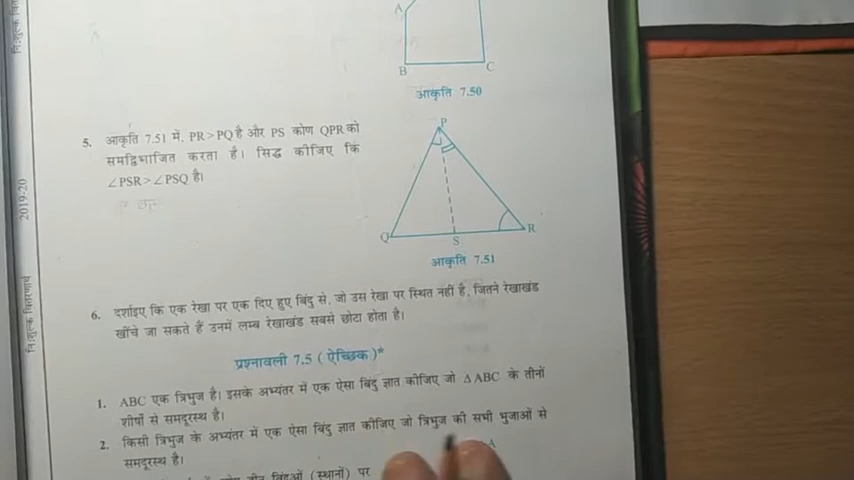 A
B
C
आकृति 7.50
5. आकृति 7.51 में, PR > PQ है और PS कोण QPR को
समद्विभाजित करता है। सिद्ध कीजिए कि
∠PSR > ∠PSQ है।
P
Q
S
R
आकृति 7.51
6. दर्शाइए कि एक रेखा पर एक दिए हुए बिंदु से, जो उस रेखा पर स्थित नहीं है, जितने रेखाखंड
खींचे जा सकते हैं उनमें लम्ब रेखाखंड सबसे छोटा होता है।
प्रश्नावली 7.5 (ऐच्छिक)*
1. ABC एक त्रिभुज है। इसके अभ्यंतर में एक ऐसा बिंदु ज्ञात कीजिए जो Δ ABC के तीनों
शीर्षों से समदूरस्थ है।
2. किसी त्रिभुज के अभ्यंतर में एक ऐसा बिंदु ज्ञात कीजिए जो त्रिभुज की सभी भुजाओं से
समदूरस्थ है।
A
बिंदुओं (स्थानों) पर
2019-20
नि:शुल्क वितरणार्थ